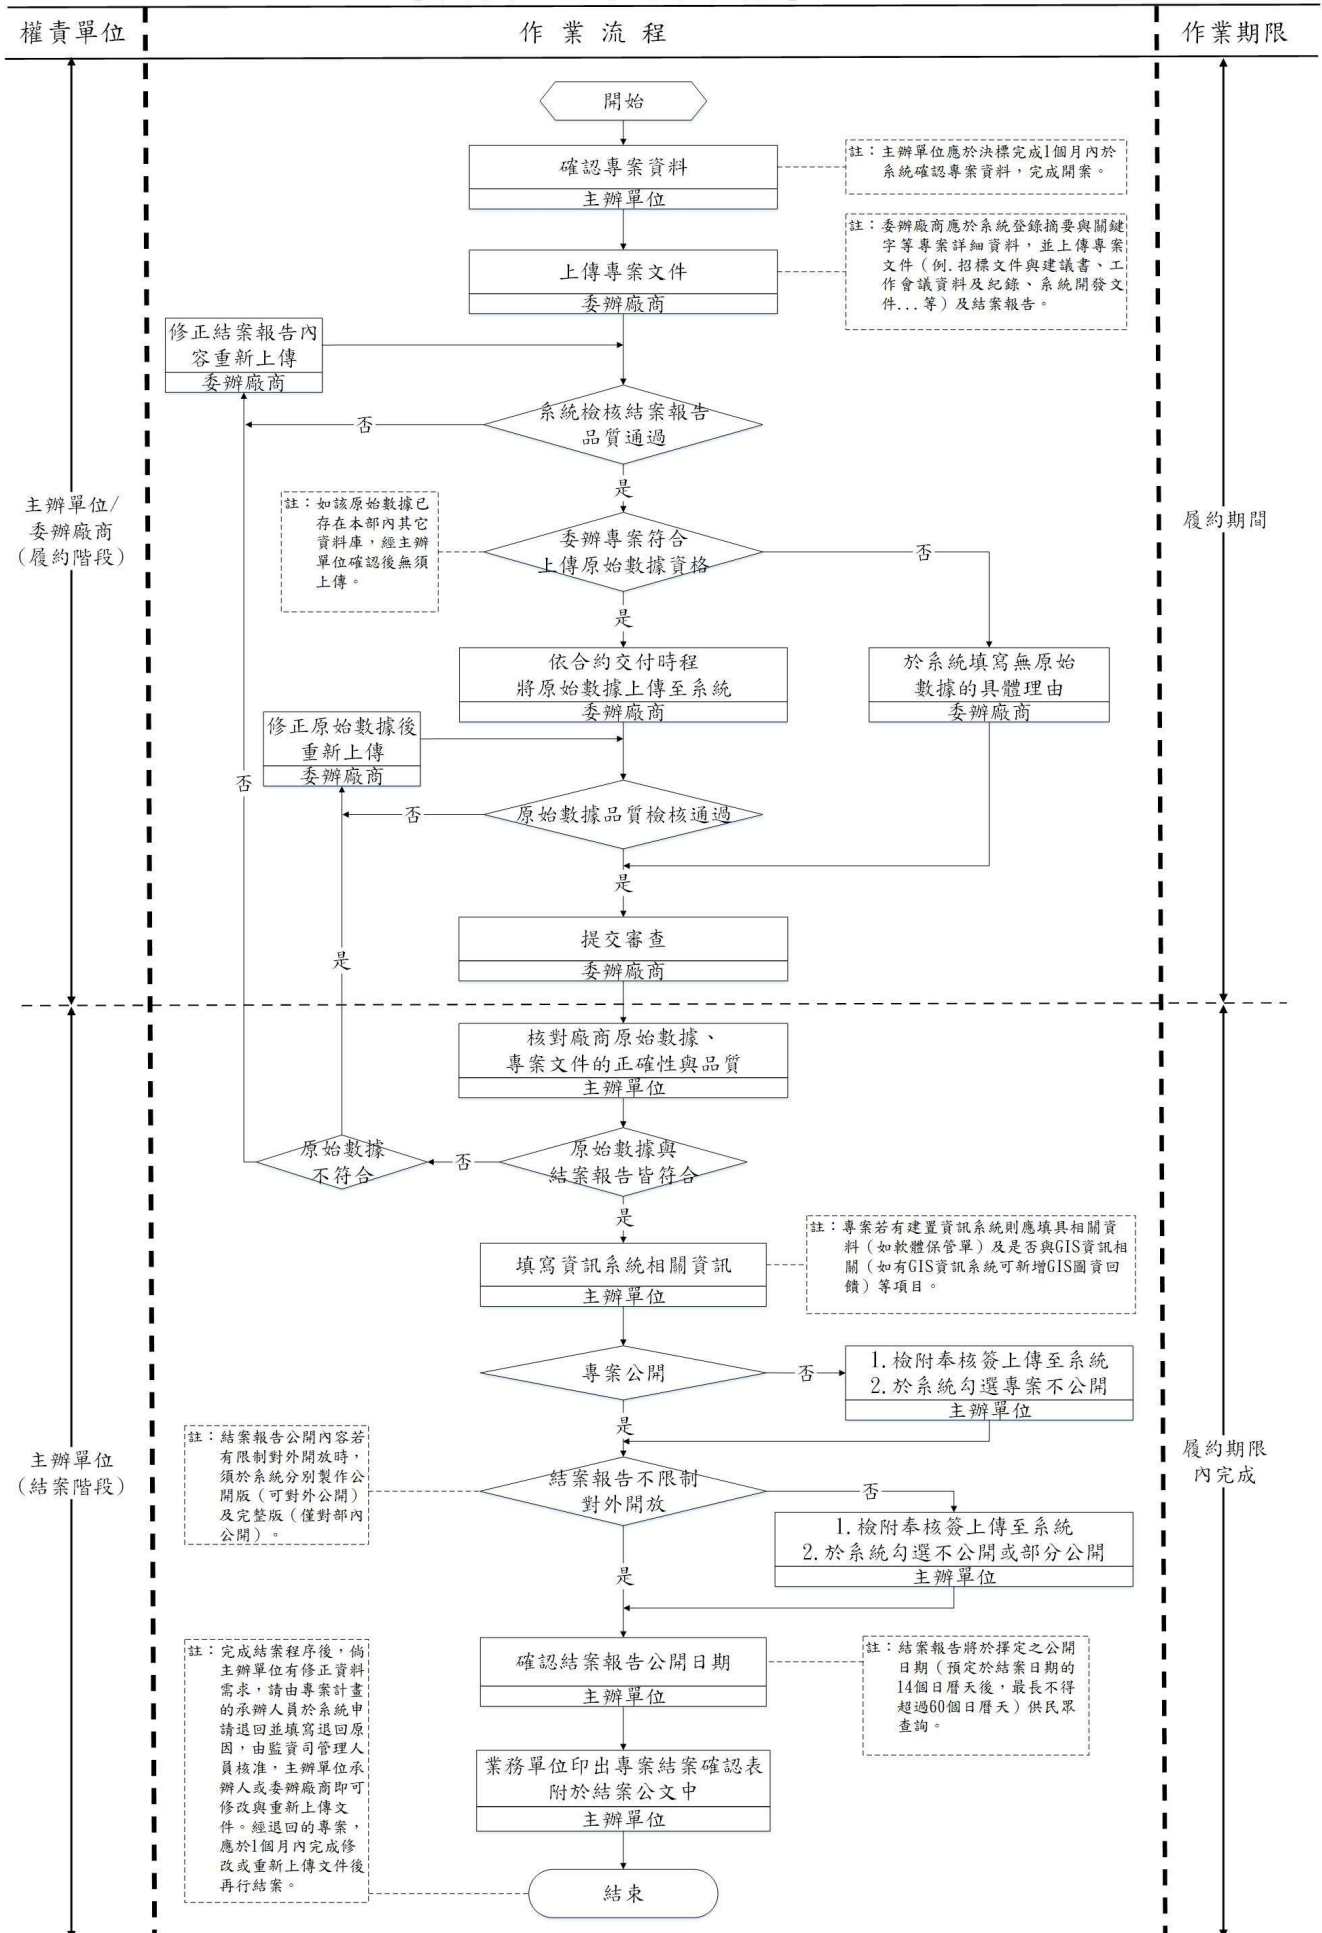 權責單位
作業流程
作業期限
開始
確認專案資料
主辦單位
註：主辦單位應於決標完成1個月內於
系統確認專案資料，完成開案。
上傳專案文件
委辦廠商
註：委辦廠商應於系統登錄摘要與關鍵
字等專案詳細資料，並上傳專案
文件（例.招標文件與建議書、工
作會議資料及紀錄、系統開發文
件...等）及結案報告。
修正結案報告內
容重新上傳
委辦廠商
系統檢核結案報告
品質通過
否
是
主辦單位/
委辦廠商
（履約階段）
履約期間
註：如該原始數據已
存在本部內其它
資料庫，經主辦
單位確認後無須
上傳。
委辦專案符合
上傳原始數據資格
否
是
依合約交付時程
將原始數據上傳至系統
委辦廠商
於系統填寫無原始
數據的具體理由
委辦廠商
修正原始數據後
重新上傳
委辦廠商
否
原始數據品質檢核通過
否
是
提交審查
委辦廠商
是
核對廠商原始數據、
專案文件的正確性與品質
主辦單位
原始數據
不符合
否
原始數據與
結案報告皆符合
是
填寫資訊系統相關資訊
主辦單位
註：專案若有建置資訊系統則應填具相關資
料（如軟體保管單）及是否與GIS資訊相
關（如有GIS資訊系統可新增GIS圖資回
饋）等項目。
專案公開
否
1.檢附奉核簽上傳至系統
2.於系統勾選專案不公開
主辦單位
是
主辦單位
（結案階段）
履約期限
內完成
註：結案報告公開內容若
有限制對外開放時，
須於系統分別製作公
開版（可對外公開）
及完整版（僅對部內
公開）。
結案報告不限制
對外開放
否
1.檢附奉核簽上傳至系統
2.於系統勾選不公開或部分公開
主辦單位
是
確認結案報告公開日期
主辦單位
註：結案報告將於擇定之公開
日期（預定於結案日期的
14個日曆天後，最長不得
超過60個日曆天）供民眾
查詢。
註：完成結案程序後，倘
主辦單位有修正資料
需求，請由專案計畫
的承辦人員於系統申
請退回並填寫退回原
因，由監資司管理人
員核准，主辦單位承
辦人或委辦廠商即可
修改與重新上傳文
件。經退回的專案，
應於1個月內完成修
改或重新上傳文件後
再行結案。
業務單位印出專案結案確認表
附於結案公文中
主辦單位
結束